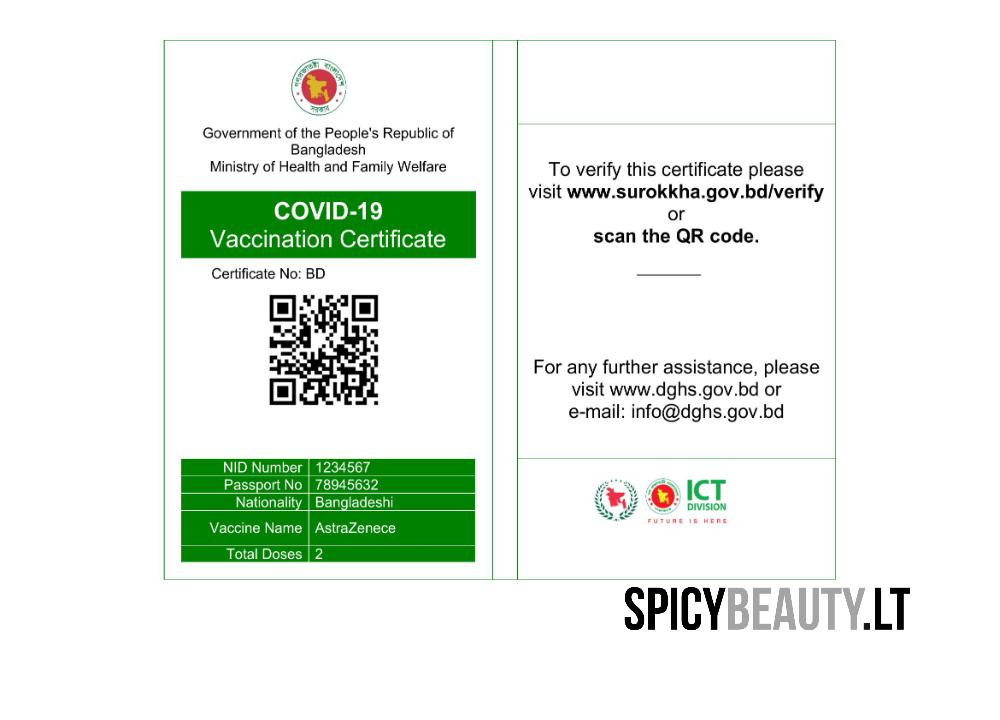 Government of the People's Republic of
Bangladesh
Ministry of Health and Family Welfare
COVID-19
Vaccination Certificate
Certificate No: BD
NID Number 1234567
Passport No 78945632
Nationality Bangladeshi
Vaccine Name AstraZenece
Total Doses 2
To verify this certificate please
visit www.surokkha.gov.bd/verify
or
scan the QR code.
For any further assistance, please
visit www.dghs.gov.bd or
e-mail: info@dghs.gov.bd
ICT
DIVISION
FUTURE IS HERE
SPICYBEAUTY.LT